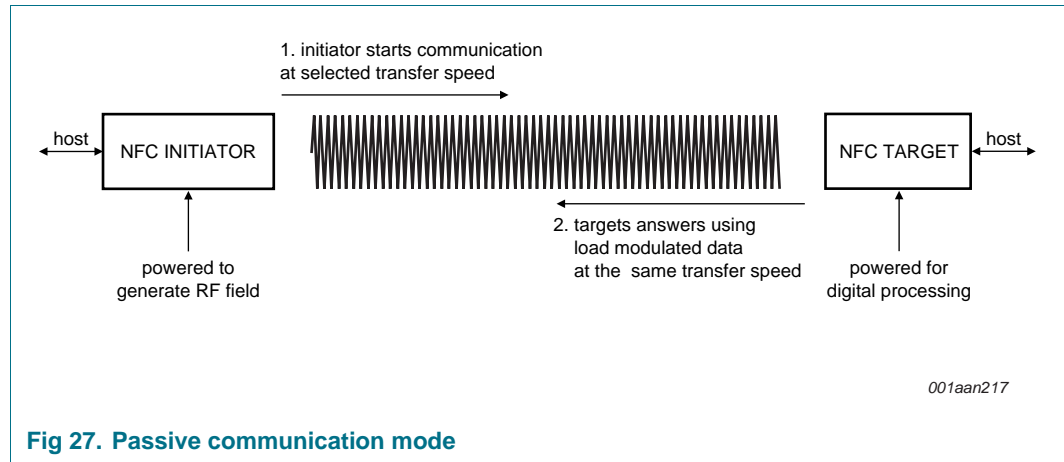 1. initiator starts communication
at selected transfer speed
host
NFC INITIATOR
NFC TARGET
host
2. targets answers using
load modulated data
at the same transfer speed
powered to
generate RF field
powered for
digital processing
001aan217
Fig 27. Passive communication mode